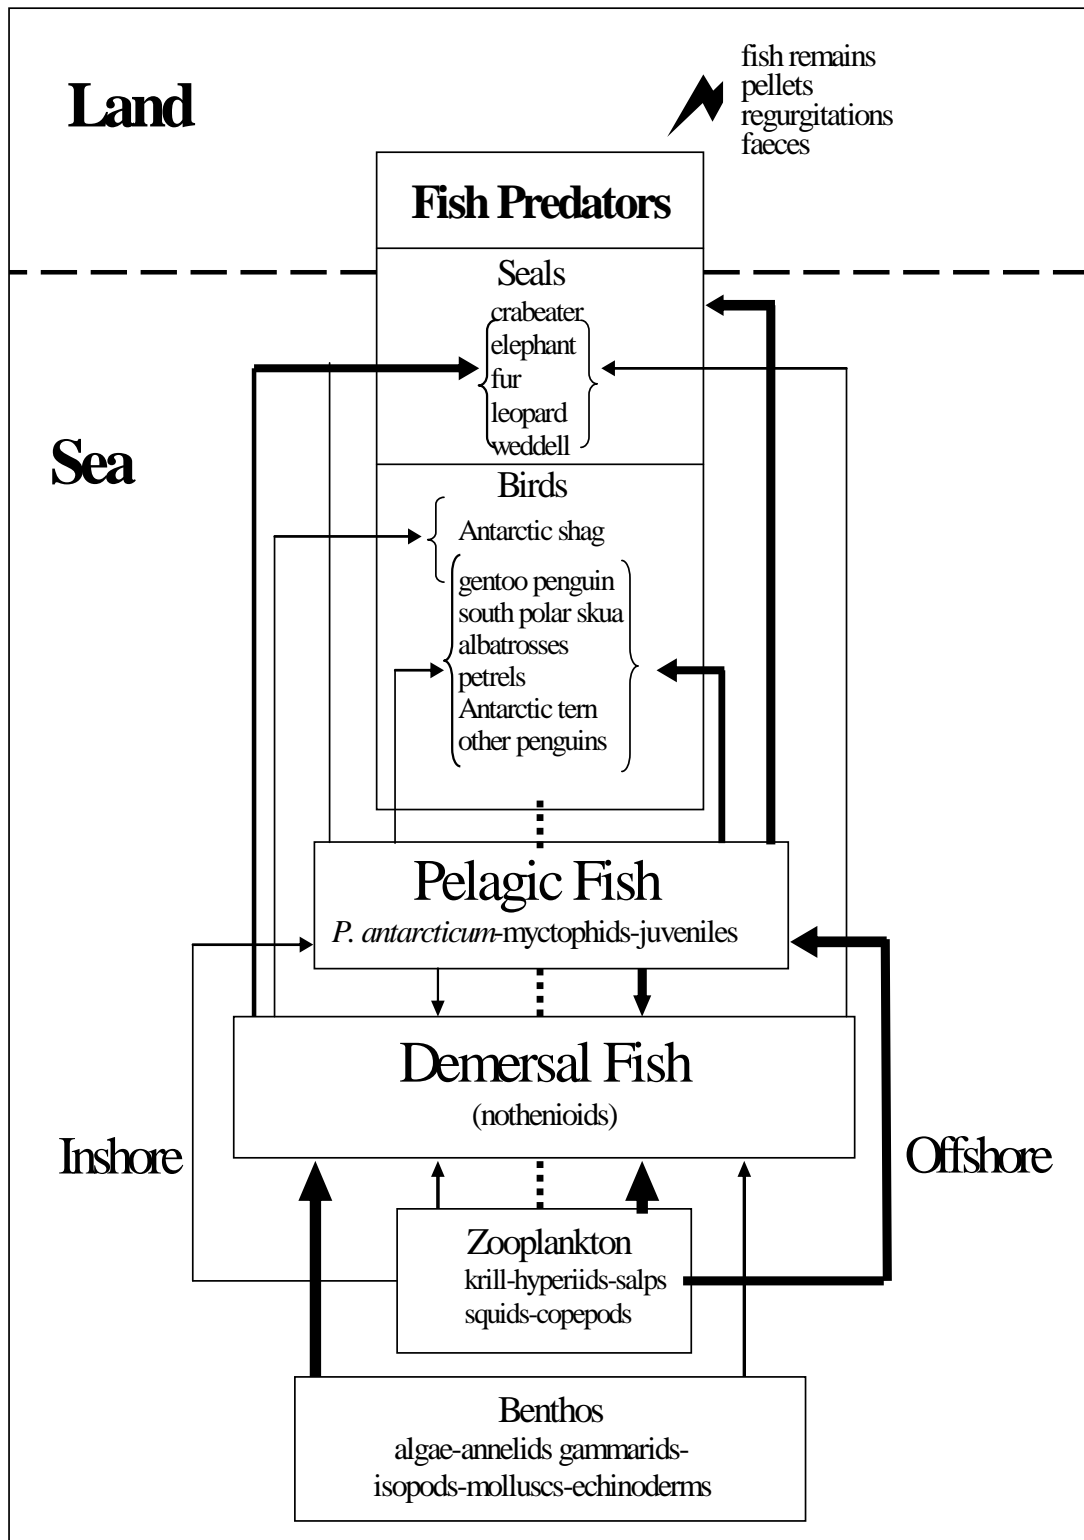 fish remains
pellets
regurgitations
faeces
Land
Fish Predators
Seals
crabeater
elephant
fur
leopard
weddell
Sea
Birds
Antarctic shag
gentoo penguin
south polar skua
albatrosses
petrels
Antarctic tern
other penguins
Pelagic Fish
P. antarcticum-myctophids-juveniles
Demersal Fish
(nothenioids)
Inshore
Offshore
Zooplankton
krill-hyperiids-salps
squids-copepods
Benthos
algae-annelids gammarids-
isopods-molluscs-echinoderms